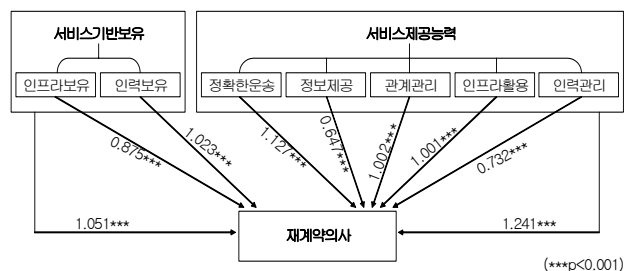 서비스기반보유
서비스제공능력
인프라보유
인력보유
정확한운송
정보제공
관계관리
인프라활용
인력관리
0.875***
1.023***
1.127***
0.647***
1.002***
1.001***
0.732***
1.051***
재계약의사
1.241***
(***p<0.001)